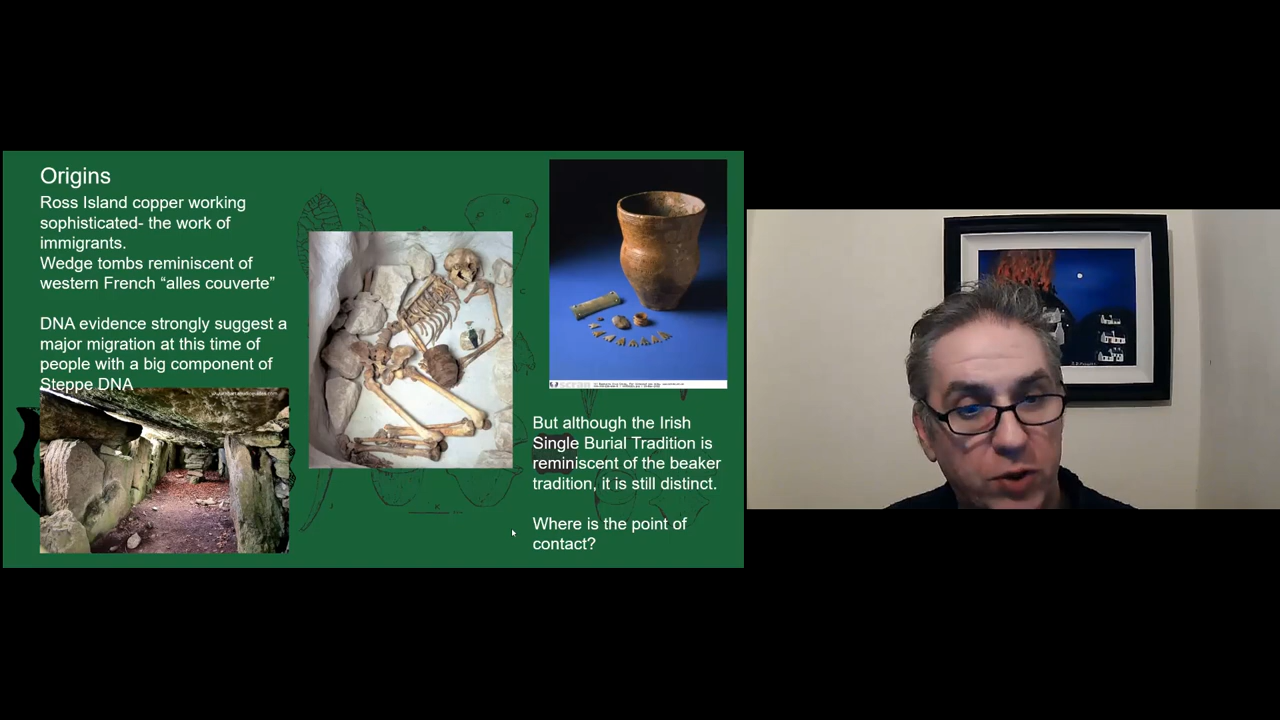 Origins
Ross Island copper working
sophisticated- the work of
immigrants.
Wedge tombs reminiscent of
western French “alles couverte”
DNA evidence strongly suggest a
major migration at this time of
people with a big component of
Steppe DNA
scran
But although the Irish
Single Burial Tradition is
reminiscent of the beaker
tradition, it is still distinct.
Where is the point of
contact?